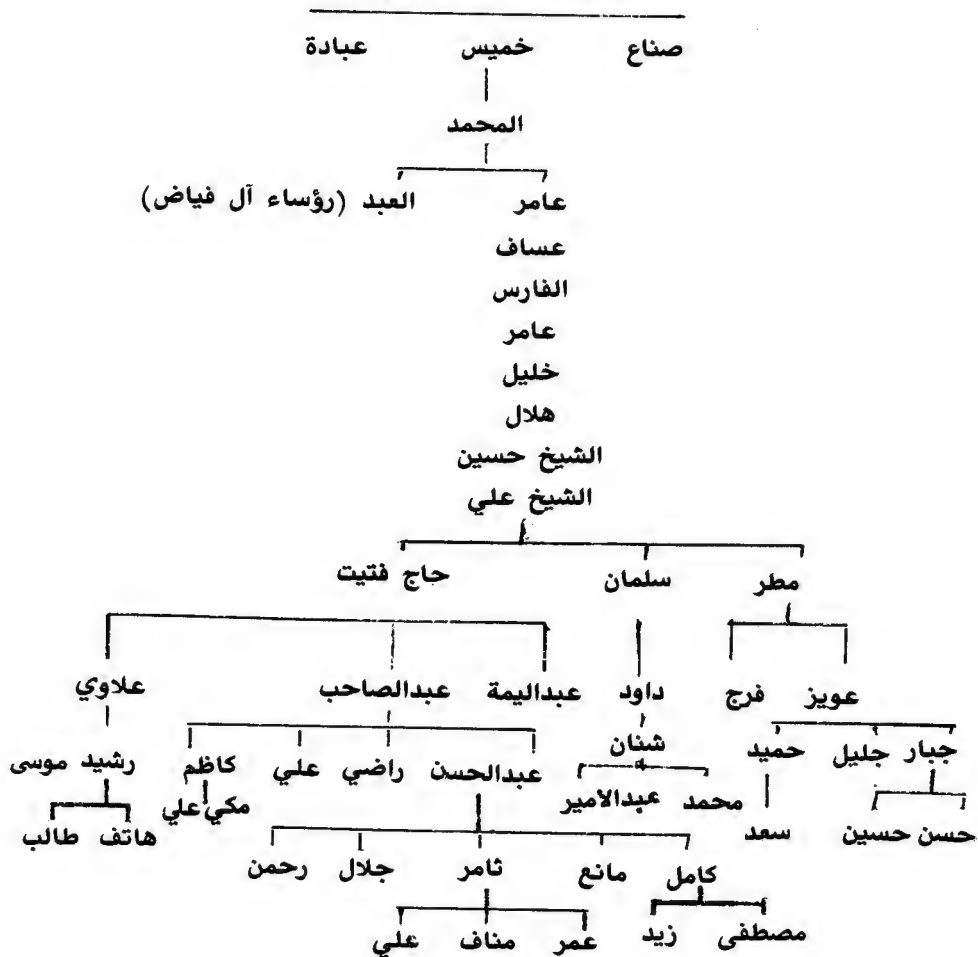 صناع خميس عبادة
المحمد
عامر العبد (رؤساء آل فياض)
عساف
الفارس
عامر
خليل
هلال
الشيخ حسين
الشيخ علي
مطر سلمان حاج فتيت
عويز فرج داود عبداليمة عبدالصاحب علاوي
جبار جليل حميد شنان عبدالحسن راضي علي كاظم رشيد موسى
محمد عبدالامير مكي علي
حسن حسين سعد هاتف طالب
كامل مانع ثامر جلال رحمن
مصطفى زيد عمر مناف علي